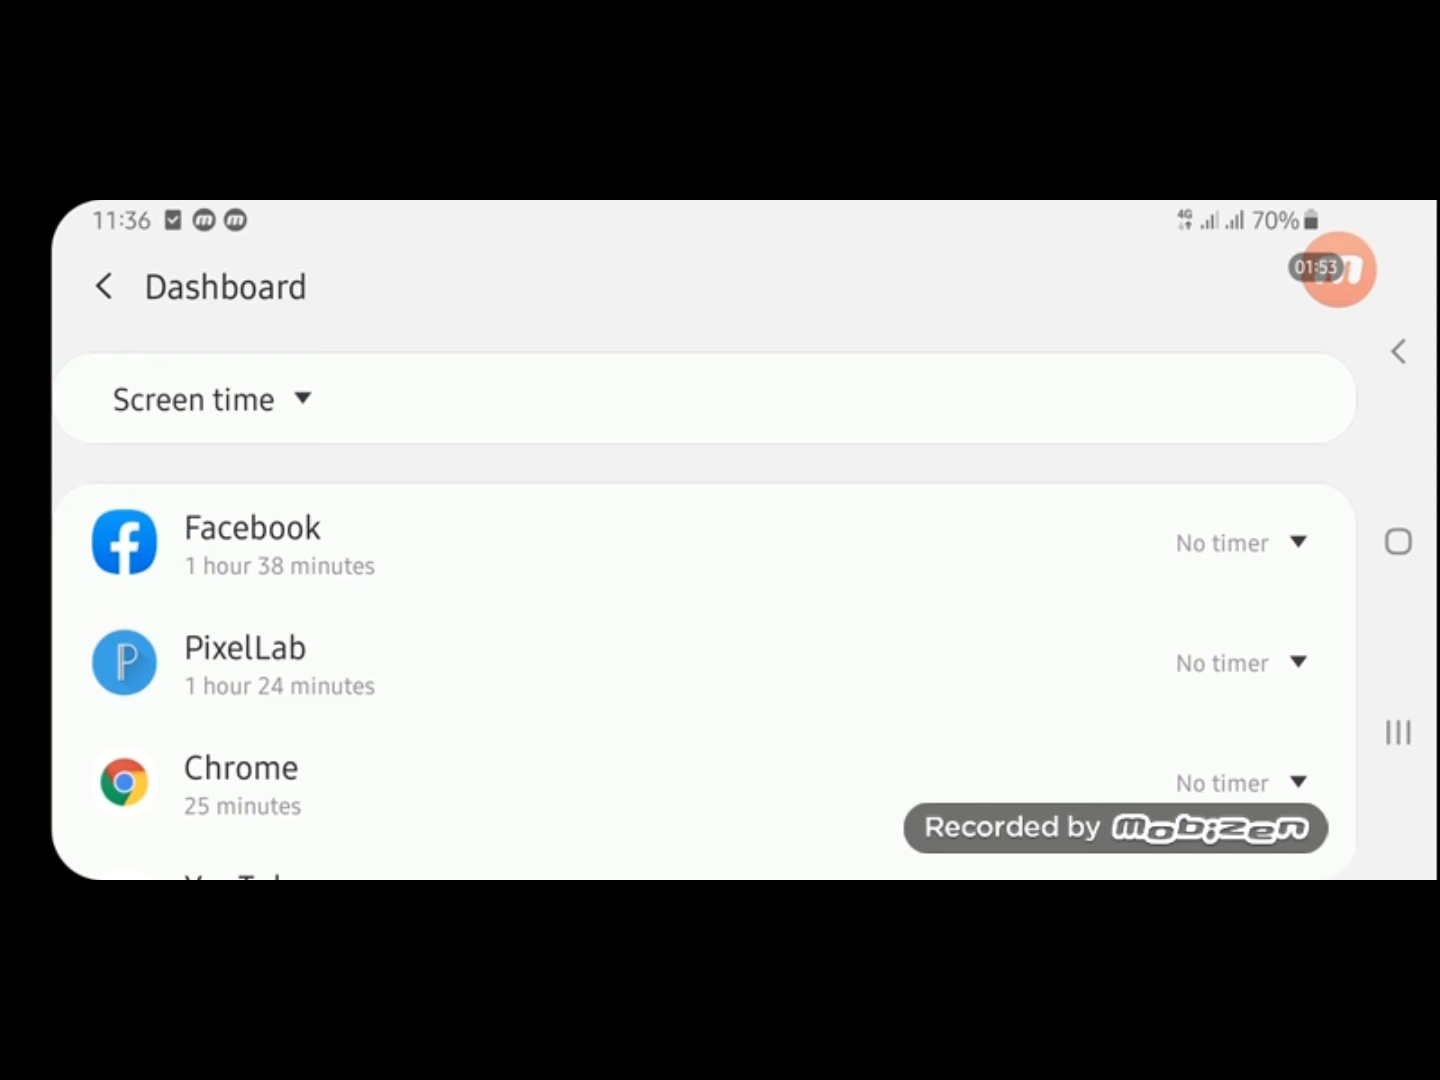 11:36
4G
70%
01:53
Dashboard
Screen time
Facebook
1 hour 38 minutes
No timer
PixelLab
1 hour 24 minutes
No timer
Chrome
25 minutes
No timer
Recorded by mobizen